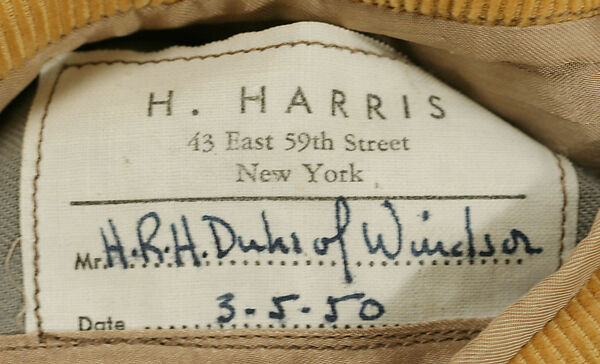 H. HARRIS
43 East 59th Street
New York
Mr. H.R.H. Duke of Windsor
Date 3-5-50